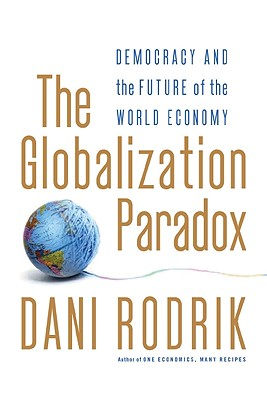 DEMOCRACY AND
the FUTURE of the
WORLD ECONOMY
The
Globalization
Paradox
DANI RODRIK
Author of ONE ECONOMICS, MANY RECIPES